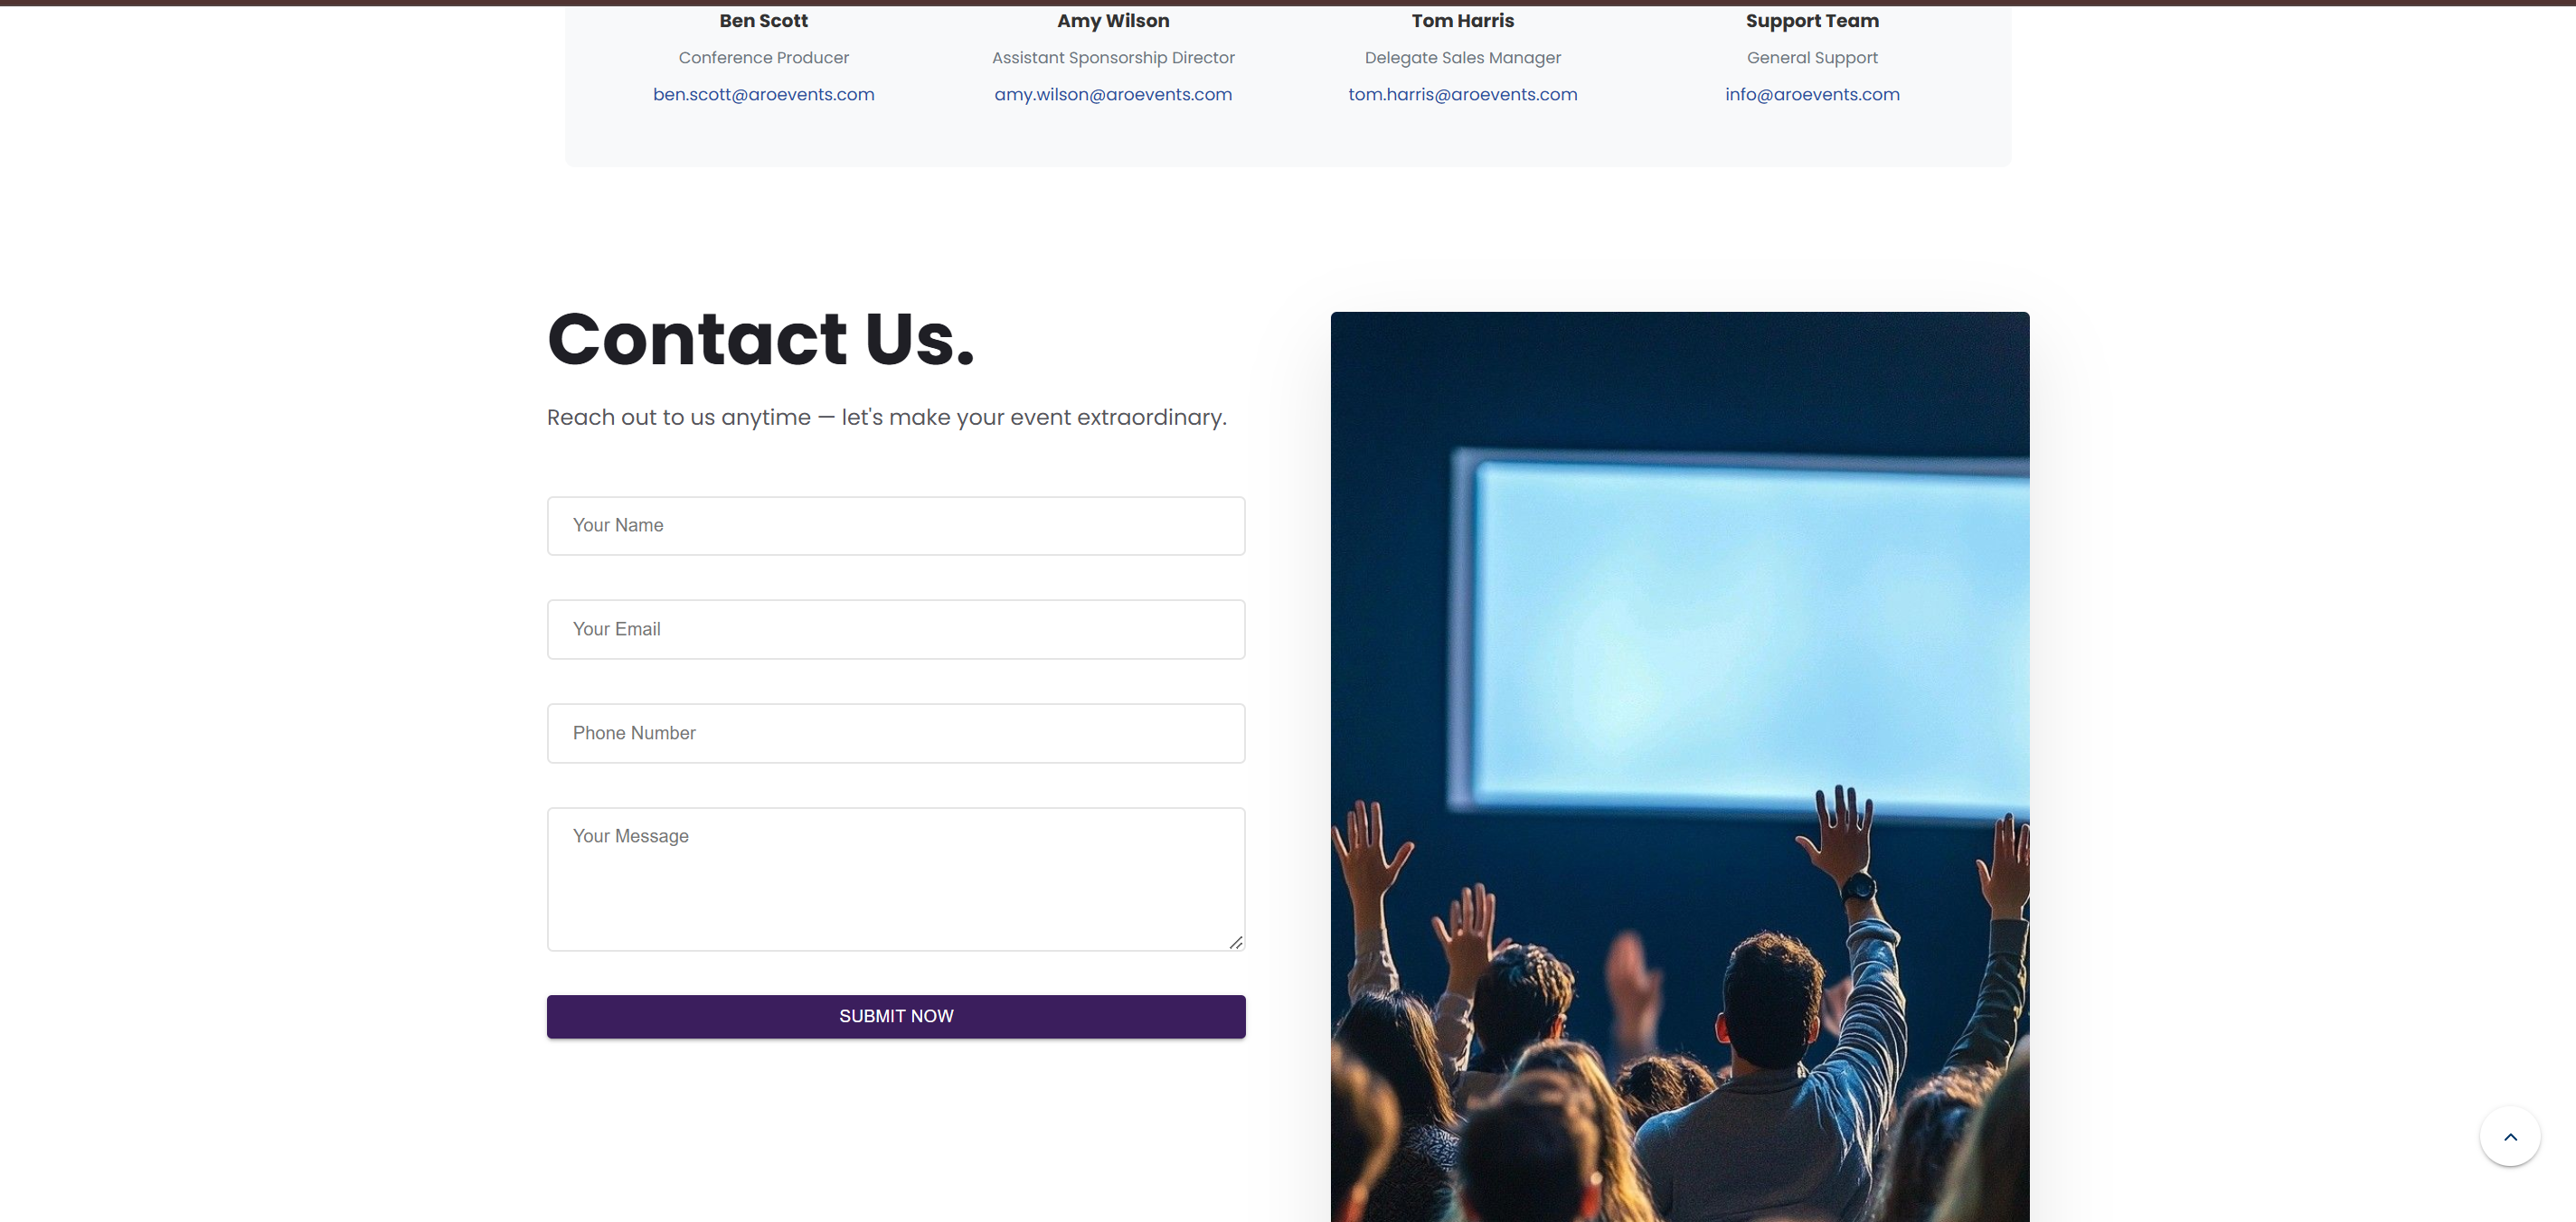 Ben Scott
Conference Producer
ben.scott@aroevents.com
Amy Wilson
Assistant Sponsorship Director
amy.wilson@aroevents.com
Tom Harris
Delegate Sales Manager
tom.harris@aroevents.com
Support Team
General Support
info@aroevents.com
Contact Us.
Reach out to us anytime — let's make your event extraordinary.
Your Name
Your Email
Phone Number
Your Message
SUBMIT NOW